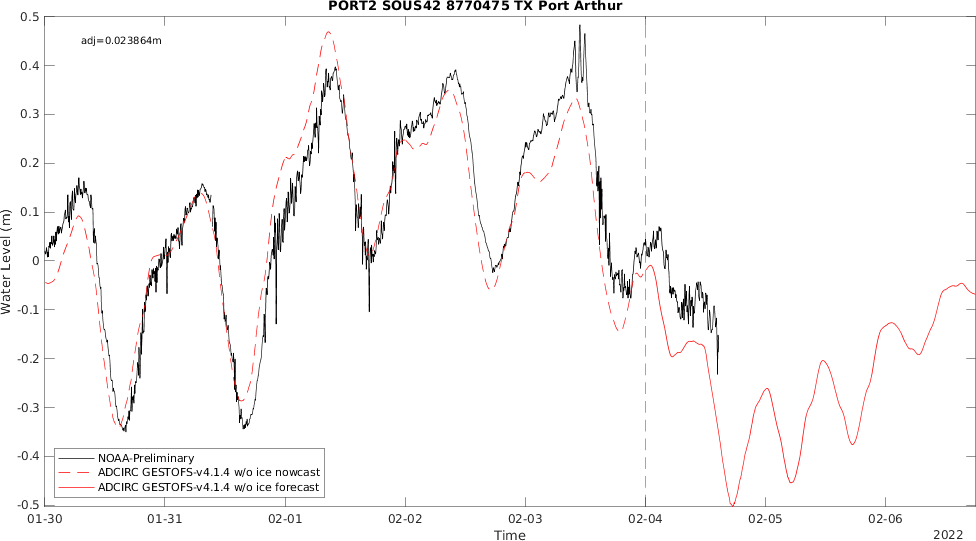 PORT2 SOUS42 8770475 TX Port Arthur
adj=0.023864m
Water Level (m)
0.5
0.4
0.3
0.2
0.1
0
-0.1
-0.2
-0.3
-0.4
-0.5
NOAA-Preliminary
ADCIRC GESTOFS-v4.1.4 w/o ice nowcast
ADCIRC GESTOFS-v4.1.4 w/o ice forecast
01-30 01-31 02-01 02-02 02-03 02-04 02-05 02-06
Time
2022